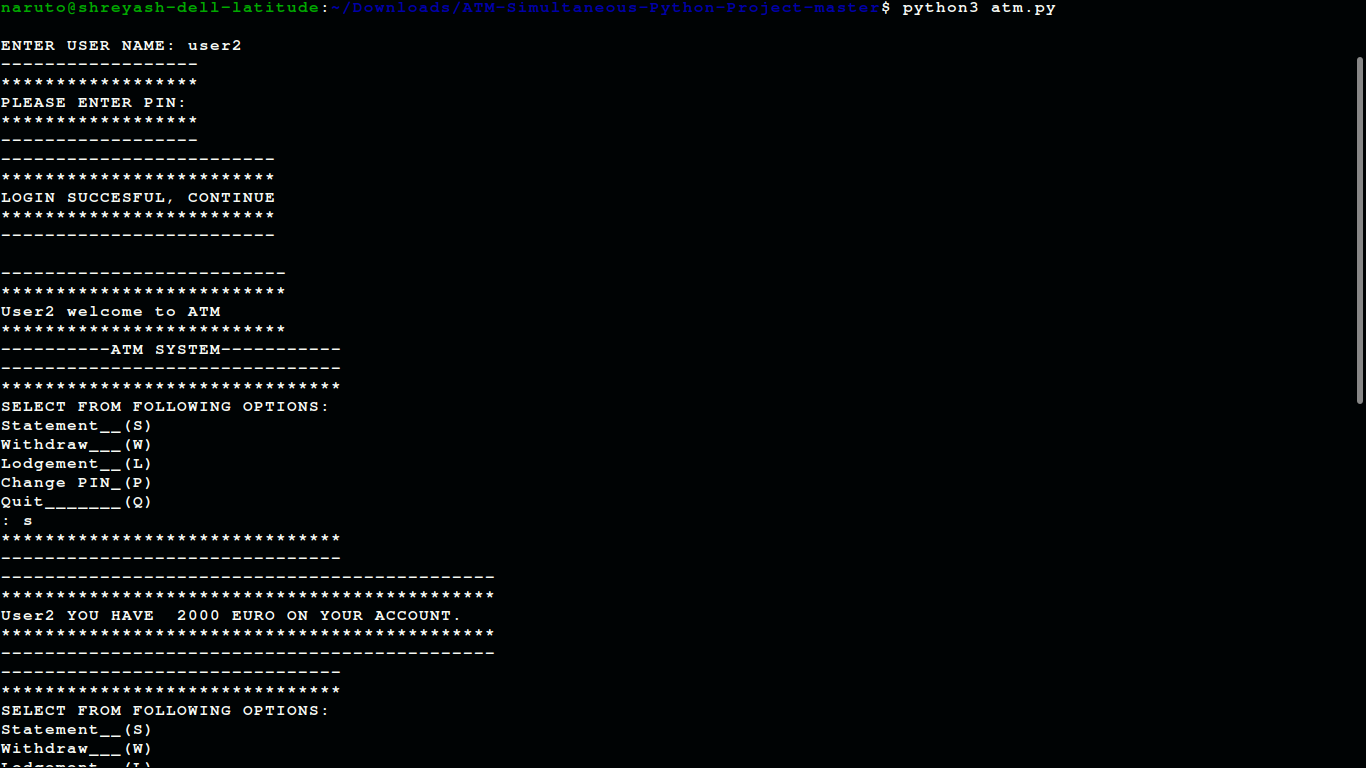 naruto@shreyash-dell-latitude:~/Downloads/ATM-Simultaneous-Python-Project-master$ python3 atm.py
ENTER USER NAME: user2
------------------
******************
PLEASE ENTER PIN:
******************
------------------
-------------------------
*************************
LOGIN SUCCESFUL, CONTINUE
*************************
-------------------------
--------------------------
**************************
User2 welcome to ATM
**************************
----------ATM SYSTEM-----------
-------------------------------
*******************************
SELECT FROM FOLLOWING OPTIONS:
Statement__(S)
Withdraw___(W)
Lodgement__(L)
Change PIN_(P)
Quit_______(Q)
: s
*******************************
-------------------------------
---------------------------------------------
*********************************************
User2 YOU HAVE  2000 EURO ON YOUR ACCOUNT.
*********************************************
---------------------------------------------
-------------------------------
*******************************
SELECT FROM FOLLOWING OPTIONS:
Statement__(S)
Withdraw___(W)
Lodgement__(L)